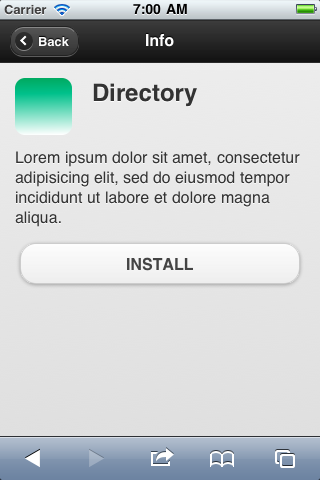 Carrier 7:00 AM
Back Info
Directory
Lorem ipsum dolor sit amet, consectetur
adipisicing elit, sed do eiusmod tempor
incididunt ut labore et dolore magna
aliqua.
INSTALL